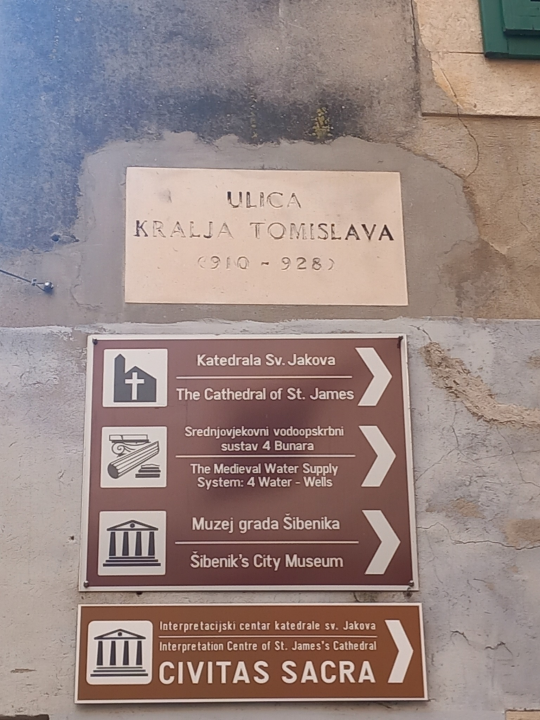 ULICA
KRALJA TOMISLAVA
(910 - 928)
Katedrala Sv. Jakova
The Cathedral of St. James
Srednjovjekovni vodoopskrbni
sustav 4 Bunara
The Medieval Water Supply
System: 4 Water - Wells
Muzej grada Šibenika
Šibenik's City Museum
Interpretacijski centar katedrale sv. Jakova
Interpretation Centre of St. James's Cathedral
CIVITAS SACRA